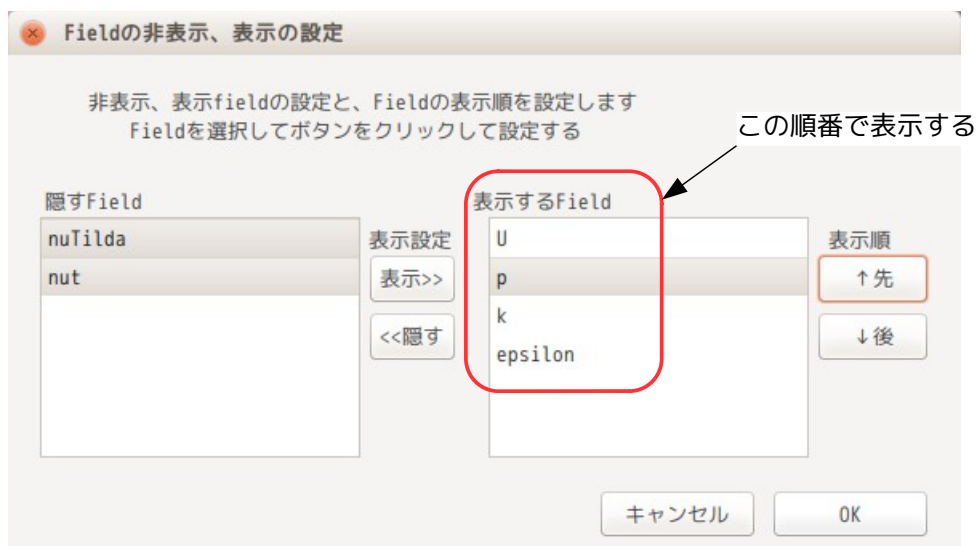 Fieldの非表示、表示の設定
非表示、表示fieldの設定と、Fieldの表示順を設定します
Fieldを選択してボタンをクリックして設定する
この順番で表示する
隠すField
nuTilda
nut
表示設定
表示>>
<<隠す
表示するField
U
p
k
epsilon
表示順
↑先
↓後
キャンセル
OK